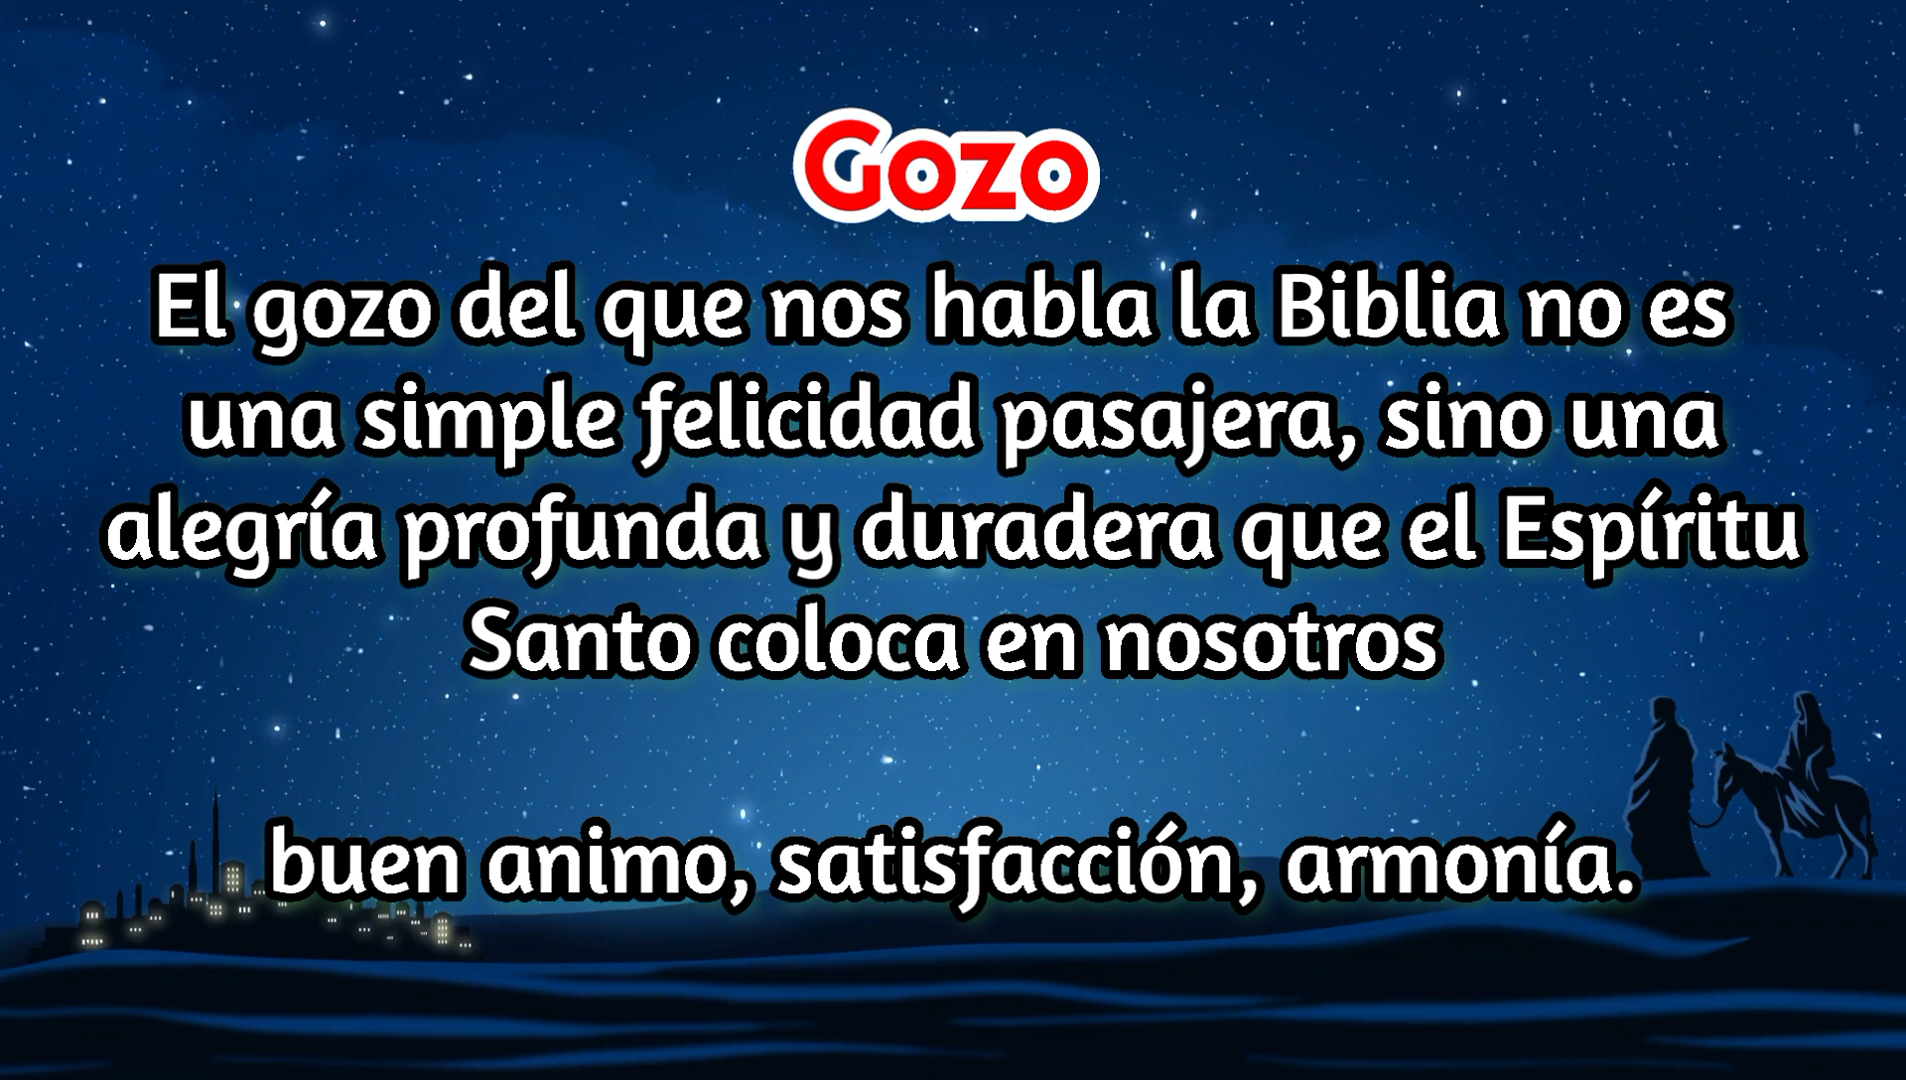 Gozo
El gozo del que nos habla la Biblia no es
una simple felicidad pasajera, sino una
alegría profunda y duradera que el Espíritu
Santo coloca en nosotros
buen animo, satisfacción, armonía.